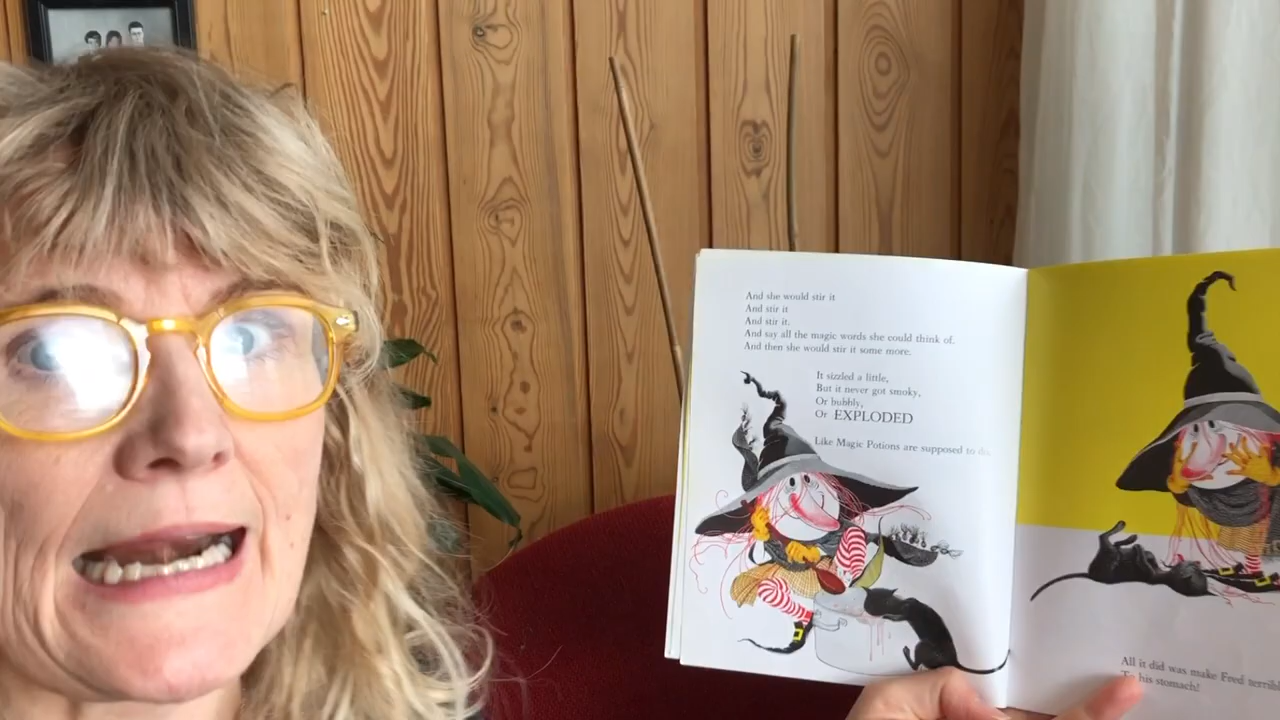 And she would stir it
And stir it
And stir it.
And say all the magic words she could think of.
And then she would stir it some more.
It sizzled a little,
But it never got smoky,
Or bubbly,
Or EXPLODED
Like Magic Potions are supposed to do.
All it did was make Fred
his stomach!